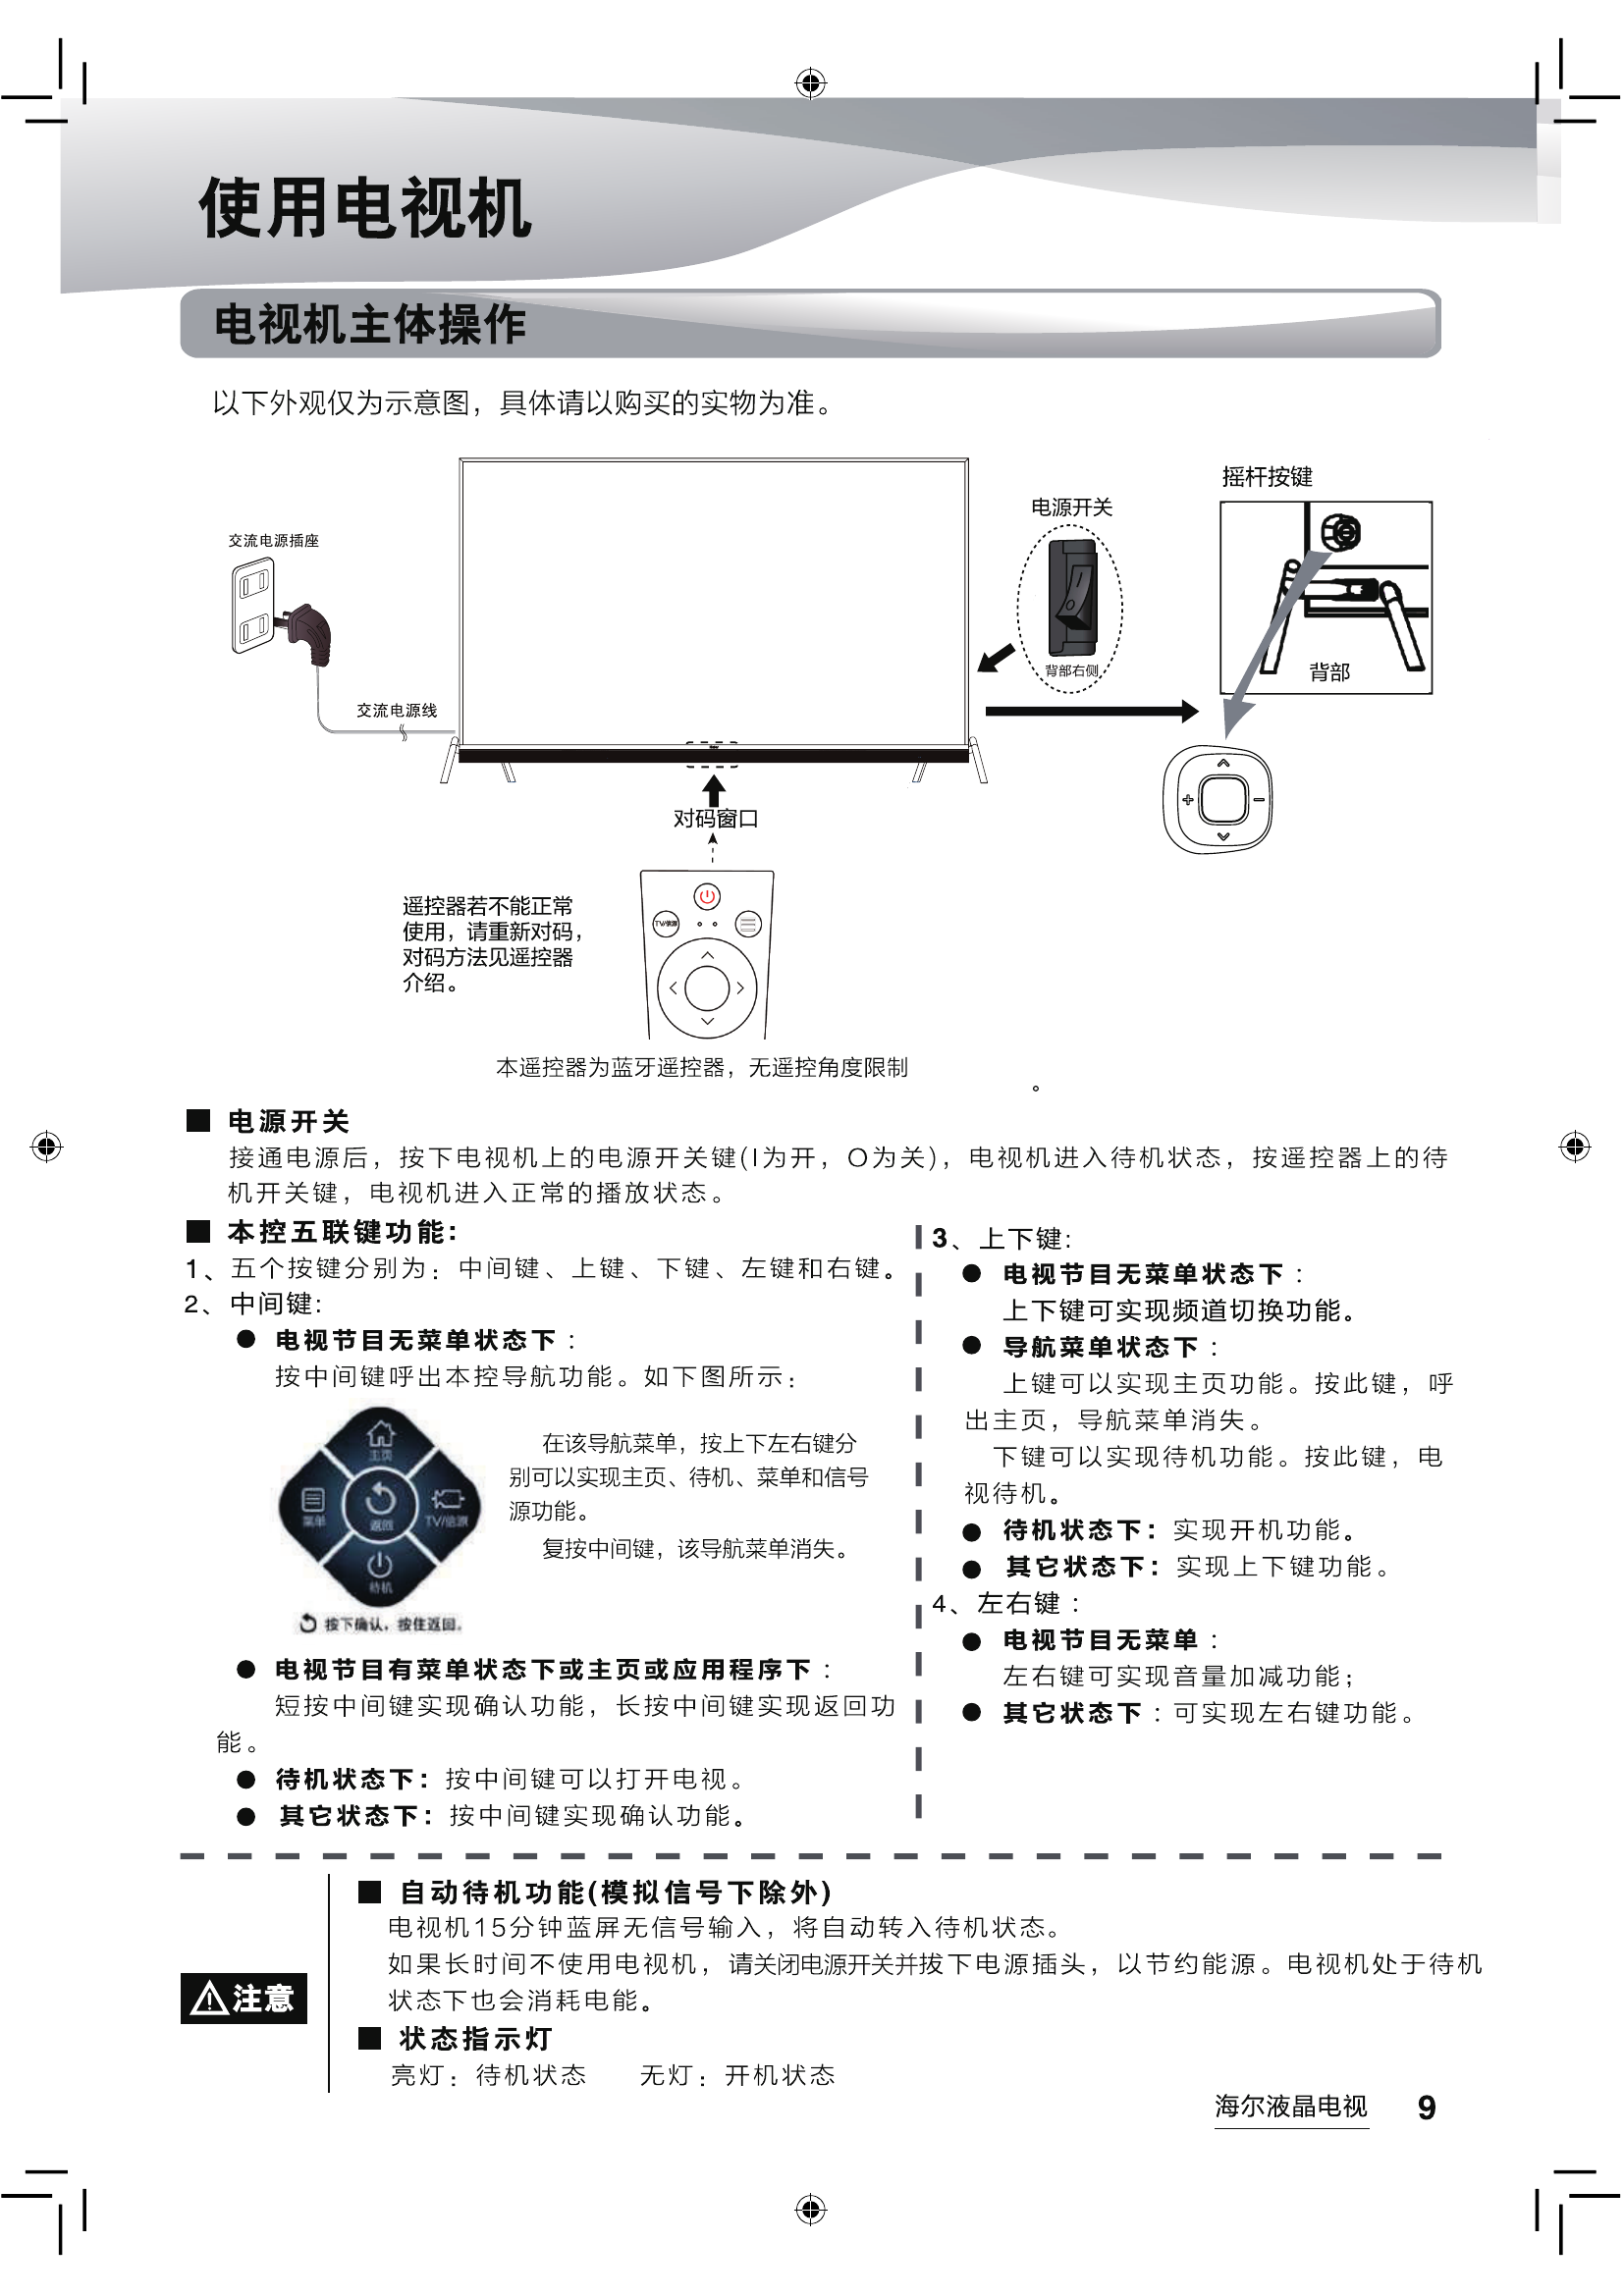 使用电视机
电视机主体操作
以下外观仅为示意图，具体请以购买的实物为准。
摇杆按键
电源开关
交流电源插座
背部右侧
背部
交流电源线
对码窗口
遥控器若不能正常
使用，请重新对码，
对码方法见遥控器
介绍。
TV/信源
本遥控器为蓝牙遥控器，无遥控角度限制
。
■ 电源开关
接通电源后，按下电视机上的电源开关键(I为开，O为关)，电视机进入待机状态，按遥控器上的待
机开关键，电视机进入正常的播放状态。
■ 本控五联键功能：
1、五个按键分别为：中间键、上键、下键、左键和右键。
2、中间键:
● 电视节目无菜单状态下：
按中间键呼出本控导航功能。如下图所示：
主页
菜单
返回
TV/信源
待机
按下确认，按住返回。
在该导航菜单，按上下左右键分
别可以实现主页、待机、菜单和信号
源功能。
复按中间键，该导航菜单消失。
● 电视节目有菜单状态下或主页或应用程序下：
短按中间键实现确认功能，长按中间键实现返回功
能。
● 待机状态下：按中间键可以打开电视。
● 其它状态下：按中间键实现确认功能。
3、上下键:
● 电视节目无菜单状态下：
上下键可实现频道切换功能。
● 导航菜单状态下：
上键可以实现主页功能。按此键，呼
出主页，导航菜单消失。
下键可以实现待机功能。按此键，电
视待机。
● 待机状态下：实现开机功能。
● 其它状态下：实现上下键功能。
4、左右键：
● 电视节目无菜单：
左右键可实现音量加减功能；
● 其它状态下：可实现左右键功能。
注意
■ 自动待机功能(模拟信号下除外)
电视机15分钟蓝屏无信号输入，将自动转入待机状态。
如果长时间不使用电视机，请关闭电源开关并拔下电源插头，以节约能源。电视机处于待机
状态下也会消耗电能。
■ 状态指示灯
亮灯：待机状态 无灯：开机状态
海尔液晶电视 9